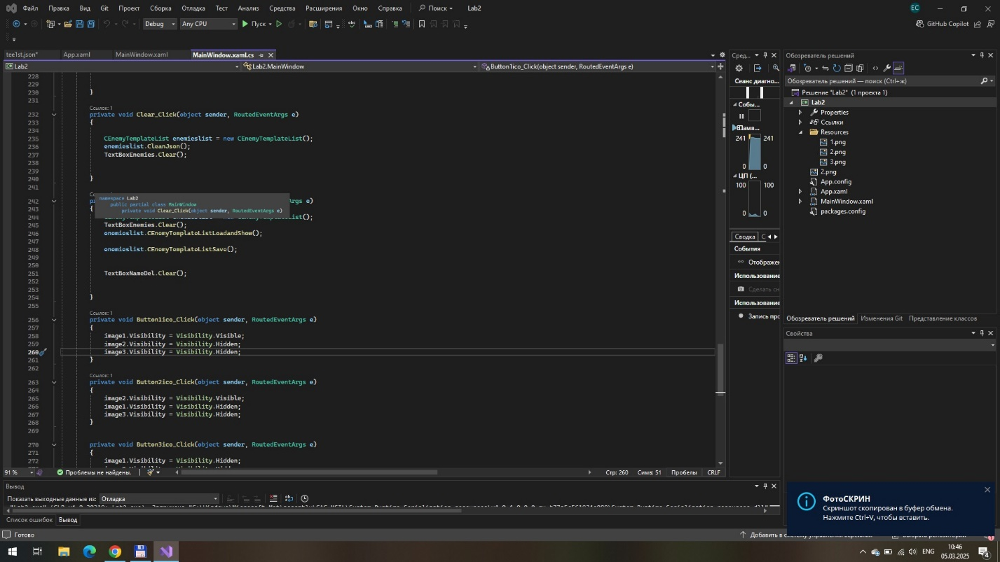 Файл Правка Вид Git Проект Сборка Отладка Тест Анализ Средства Расширения Окно Справка Поиск Lab2 EC
Debug Any CPU Пуск GitHub Copilot
tee1st.json* App.xaml MainWindow.xaml MainWindow.xaml.cs
Lab2 Lab2.MainWindow Button1ico_Click(object sender, RoutedEventArgs e)
228
229
230 }
231
Ссылок: 1
232 private void Clear_Click(object sender, RoutedEventArgs e)
233 {
234
235 CEnemyTemplateList enemieslist = new CEnemyTemplateList();
236 enemieslist.CleanJson();
237 TextBoxEnemies.Clear();
238
239
240 }
241
namespace Lab2
public partial class MainWindow
private void Clear_Click(object sender, RoutedEventArgs e)
242 Args e)
243 {
244 List();
245 TextBoxEnemies.Clear();
246 enemieslist.CEnemyTemplateListLoadandShow();
247
248 enemieslist.CEnemyTemplateListSave();
249
250
251 TextBoxNameDel.Clear();
252
253
254 }
255
Ссылок: 1
256 private void Button1ico_Click(object sender, RoutedEventArgs e)
257 {
258 image1.Visibility = Visibility.Visible;
259 image2.Visibility = Visibility.Hidden;
260 image3.Visibility = Visibility.Hidden;
261 }
262
Ссылок: 1
263 private void Button2ico_Click(object sender, RoutedEventArgs e)
264 {
265 image2.Visibility = Visibility.Visible;
266 image1.Visibility = Visibility.Hidden;
267 image3.Visibility = Visibility.Hidden;
268 }
269
270 private void Button3ico_Click(object sender, RoutedEventArgs e)
271 {
272 image1.Visibility = Visibility.Hidden;
91 % Проблемы не найдены. Стр: 260 Симв: 51 Пробелы CRLF
Вывод
Показать выходные данные из: Отладка
Список ошибок Вывод
Готово
Сред...
Сеанс диагно...
Собы...
Памя...
241 241
0 0
ЦП (...
100 100
0 0
Сводка
События
Отображен
Использование
Сделать сн
Использование
Запись про
Обозреватель решений
Обозреватель решений — поиск (Ctrl+ж)
Решение "Lab2" (1 проекта 1)
Lab2
Properties
Ссылки
Resources
1.png
2.png
3.png
2.png
App.config
App.xaml
MainWindow.xaml
packages.config
Обозреватель решений Изменения Git Представление классов
Свойства
ФотоСКРИН
Скриншот скопирован в буфер обмена.
Нажмите Ctrl+V, чтобы вставить.
Добавить в систему управления версиями
ENG 10:46
05.03.2025
4